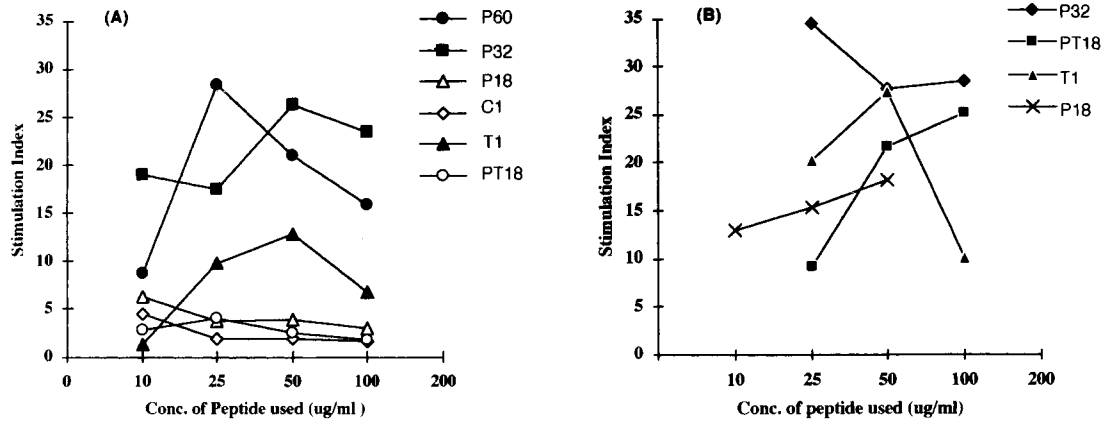 (A)
35
30
25
20
15
10
5
0
Stimulation Index
0 10 25 50 100 200
Conc. of Peptide used (ug/ml )
P60
P32
P18
C1
T1
PT18
(B)
35
30
25
20
15
10
5
0
Stimulation Index
10 25 50 100 200
Conc. of peptide used (ug/ml)
P32
PT18
T1
P18